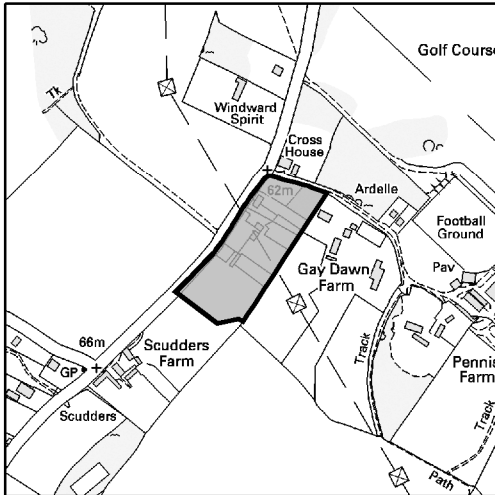 Golf Course
Tk
Windward
Spirit
Cross
House
62m
Ardelle
Football
Ground
Gay Dawn
Farm
Pav
66m
Scudders
Farm
GP
Track
Pennis
Farm
Scudders
Track
Path